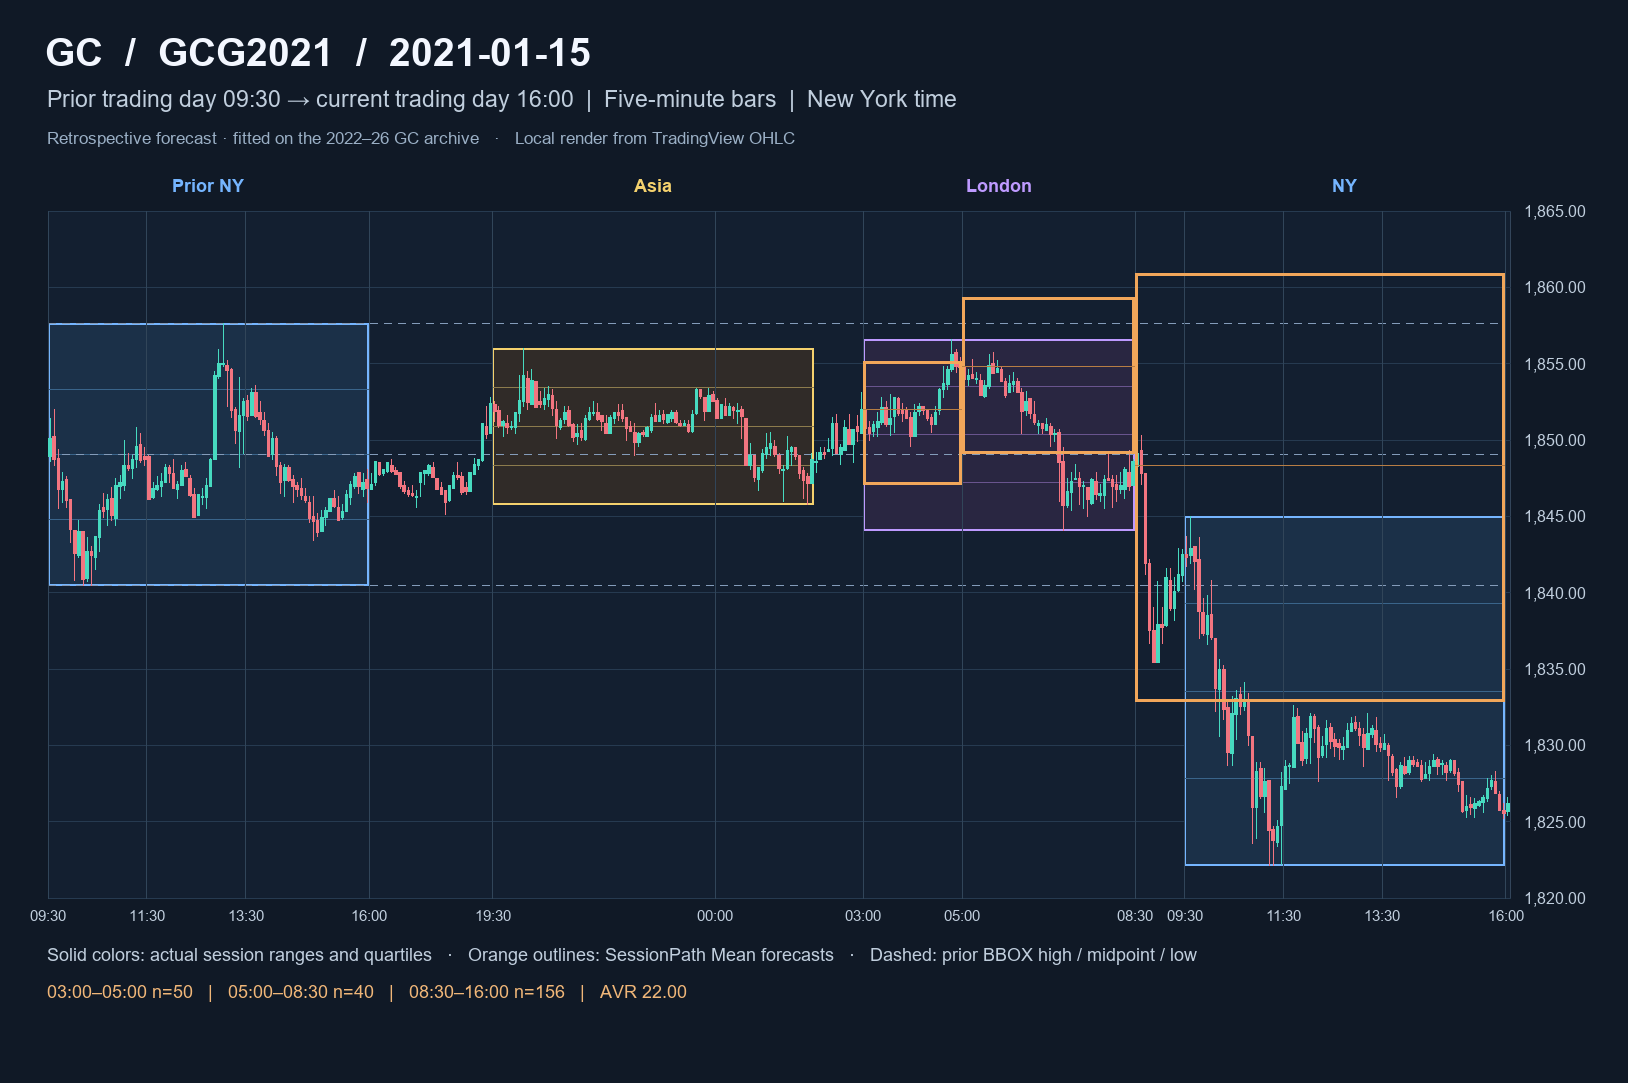 GC / GCG2021 / 2021-01-15
Prior trading day 09:30 → current trading day 16:00 | Five-minute bars | New York time
Retrospective forecast · fitted on the 2022–26 GC archive · Local render from TradingView OHLC
Prior NY Asia London NY
1,865.00
1,860.00
1,855.00
1,850.00
1,845.00
1,840.00
1,835.00
1,830.00
1,825.00
1,820.00
09:30 11:30 13:30 16:00 19:30 00:00 03:00 05:00 08:30 09:30 11:30 13:30 16:00
Solid colors: actual session ranges and quartiles · Orange outlines: SessionPath Mean forecasts · Dashed: prior BBOX high / midpoint / low
03:00–05:00 n=50 | 05:00–08:30 n=40 | 08:30–16:00 n=156 | AVR 22.00